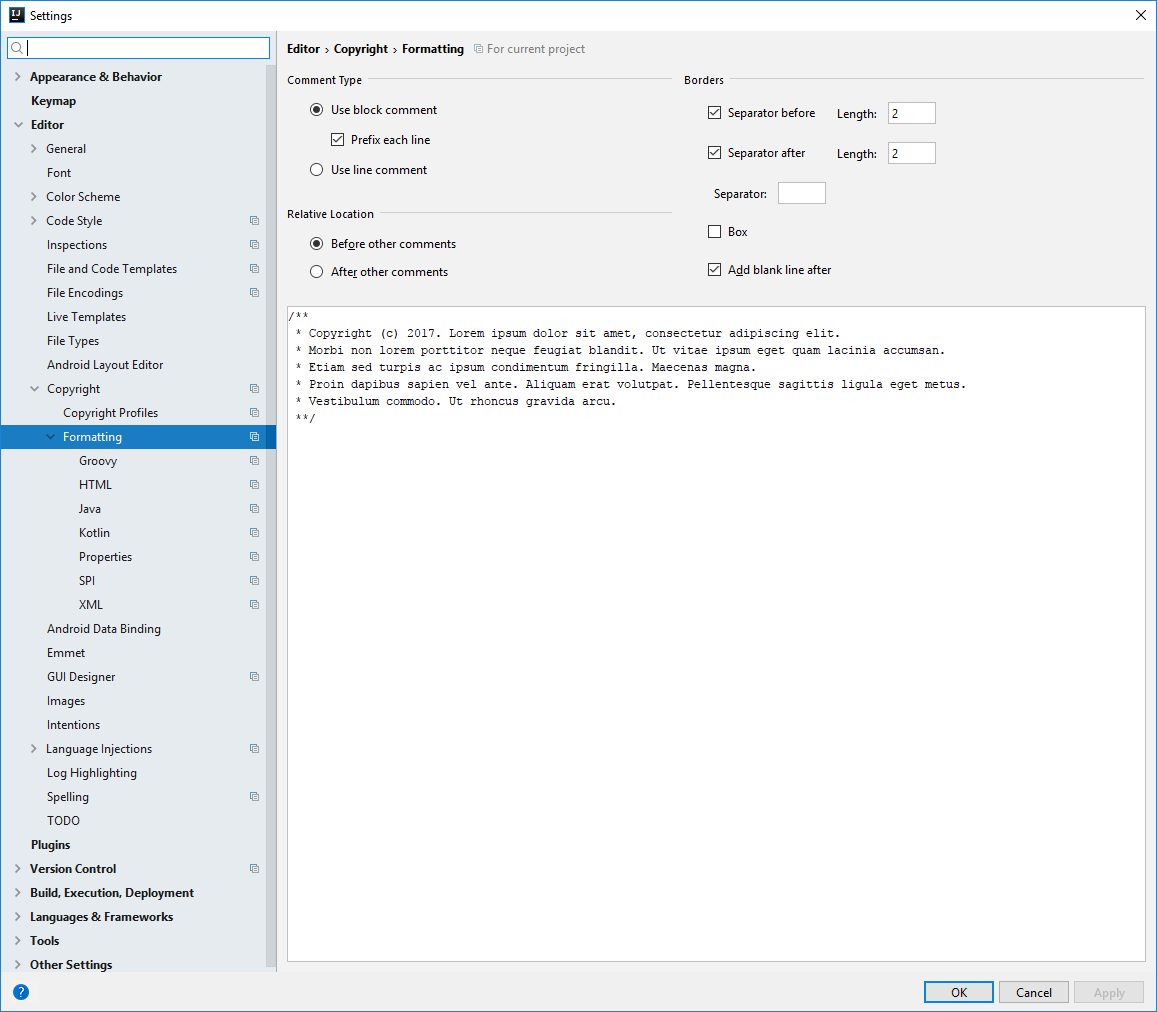 IJ Settings
Appearance & Behavior
Keymap
Editor
General
Font
Color Scheme
Code Style
Inspections
File and Code Templates
File Encodings
Live Templates
File Types
Android Layout Editor
Copyright
Copyright Profiles
Formatting
Groovy
HTML
Java
Kotlin
Properties
SPI
XML
Android Data Binding
Emmet
GUI Designer
Images
Intentions
Language Injections
Log Highlighting
Spelling
TODO
Plugins
Version Control
Build, Execution, Deployment
Languages & Frameworks
Tools
Other Settings
Editor › Copyright › Formatting For current project
Comment Type
Use block comment
Prefix each line
Use line comment
Relative Location
Before other comments
After other comments
Borders
Separator before Length: 2
Separator after Length: 2
Separator:
Box
Add blank line after
/**
 * Copyright (c) 2017. Lorem ipsum dolor sit amet, consectetur adipiscing elit.
 * Morbi non lorem porttitor neque feugiat blandit. Ut vitae ipsum eget quam lacinia accumsan.
 * Etiam sed turpis ac ipsum condimentum fringilla. Maecenas magna.
 * Proin dapibus sapien vel ante. Aliquam erat volutpat. Pellentesque sagittis ligula eget metus.
 * Vestibulum commodo. Ut rhoncus gravida arcu.
 **/
? OK Cancel Apply